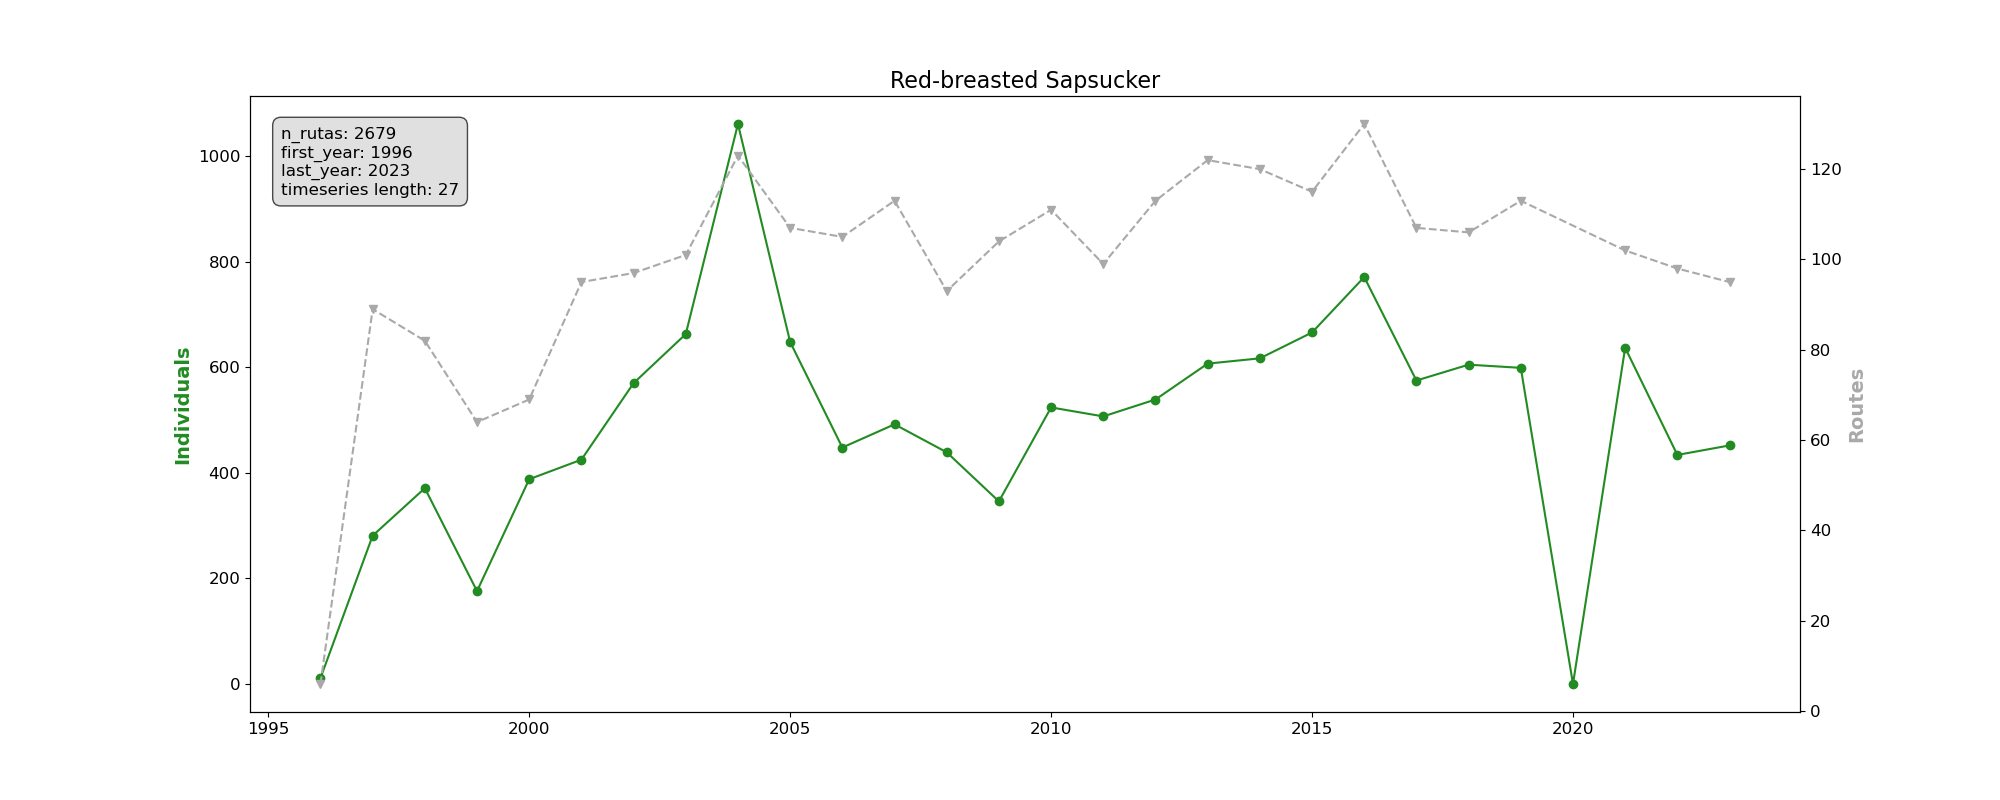 Red-breasted Sapsucker
n_rutas: 2679
first_year: 1996
last_year: 2023
timeseries length: 27
Individuals
1000
800
600
400
200
0
Routes
120
100
80
60
40
20
0
1995 2000 2005 2010 2015 2020